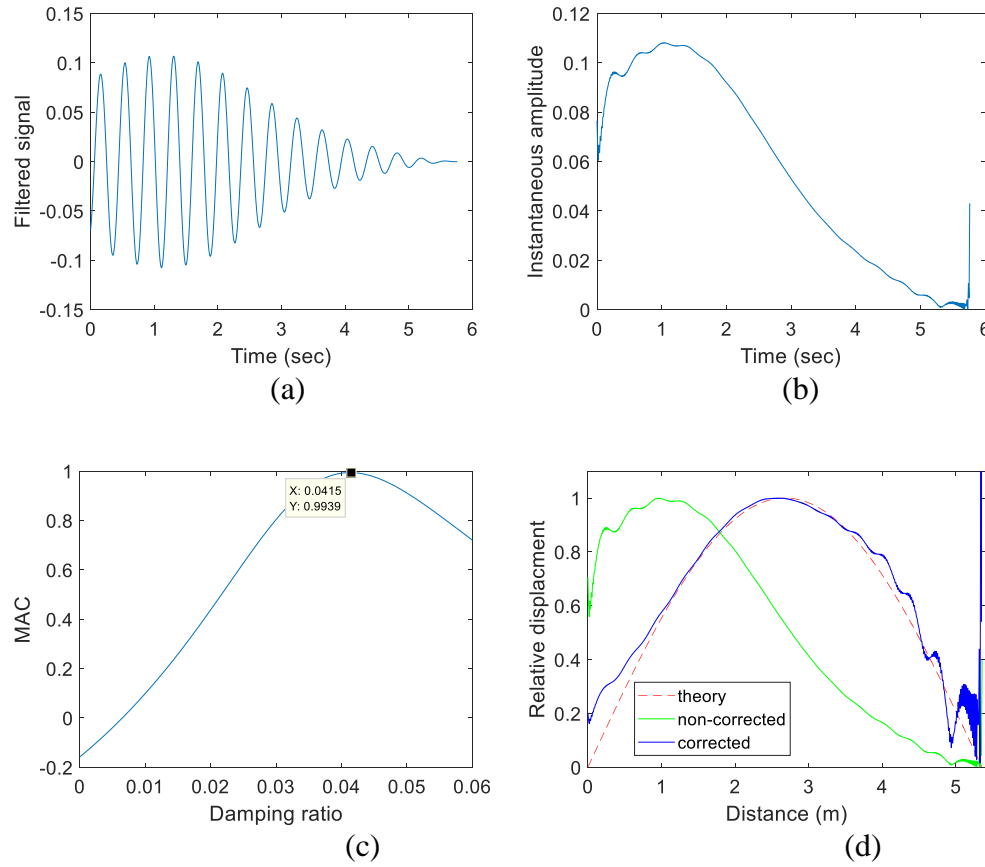 0.15
0.1
0.05
0
-0.05
-0.1
-0.15
Filtered signal
0 1 2 3 4 5 6
Time (sec)
(a)
0.12
0.1
0.08
0.06
0.04
0.02
0
Instantaneous amplitude
0 1 2 3 4 5 6
Time (sec)
(b)
1
0.8
0.6
0.4
0.2
0
-0.2
MAC
X: 0.0415
Y: 0.9939
0 0.01 0.02 0.03 0.04 0.05 0.06
Damping ratio
(c)
1
0.8
0.6
0.4
0.2
0
Relative displacment
theory
non-corrected
corrected
0 1 2 3 4 5
Distance (m)
(d)